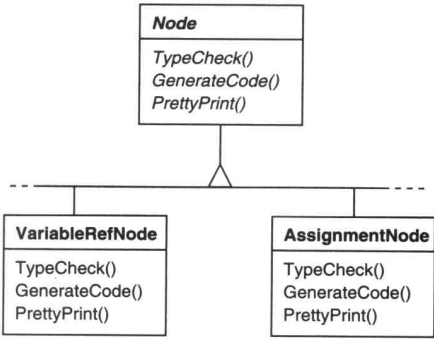 Node
TypeCheck()
GenerateCode()
PrettyPrint()
VariableRefNode
TypeCheck()
GenerateCode()
PrettyPrint()
AssignmentNode
TypeCheck()
GenerateCode()
PrettyPrint()